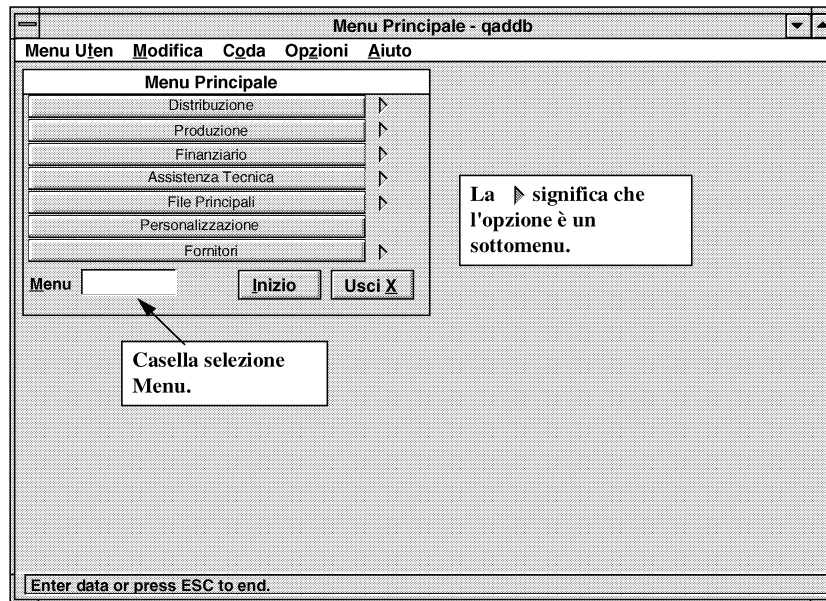 Menu Principale - qaddb
Menu Uten Modifica Coda Opzioni Aiuto
Menu Principale
Distribuzione
Produzione
Finanziario
Assistenza Tecnica
File Principali
Personalizzazione
Fornitori
Menu
Inizio
Usci X
La significa che
l'opzione è un
sottomenu.
Casella selezione
Menu.
Enter data or press ESC to end.